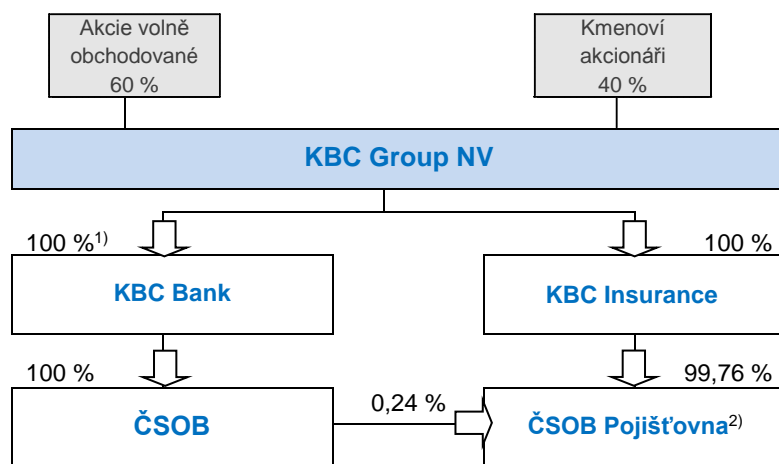 Akcie volně
obchodované
60 %
Kmenoví
akcionáři
40 %
KBC Group NV
100 %1)
100 %
KBC Bank
KBC Insurance
100 %
99,76 %
0,24 %
ČSOB
ČSOB Pojišťovna2)